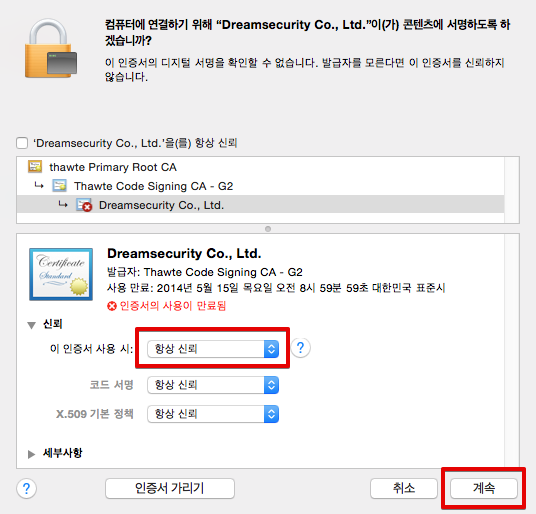 컴퓨터에 연결하기 위해 “Dreamsecurity Co., Ltd.”이(가) 콘텐츠에 서명하도록 하
겠습니까?
이 인증서의 디지털 서명을 확인할 수 없습니다. 발급자를 모른다면 이 인증서를 신뢰하지
않습니다.
'Dreamsecurity Co., Ltd.'을(를) 항상 신뢰
thawte Primary Root CA
Thawte Code Signing CA - G2
Dreamsecurity Co., Ltd.
Certificate
Standard
Dreamsecurity Co., Ltd.
발급자: Thawte Code Signing CA - G2
사용 만료: 2014년 5월 15일 목요일 오전 8시 59분 59초 대한민국 표준시
인증서의 사용이 만료됨
신뢰
이 인증서 사용 시: 항상 신뢰 ?
코드 서명 항상 신뢰
X.509 기본 정책 항상 신뢰
세부사항
? 인증서 가리기 취소 계속